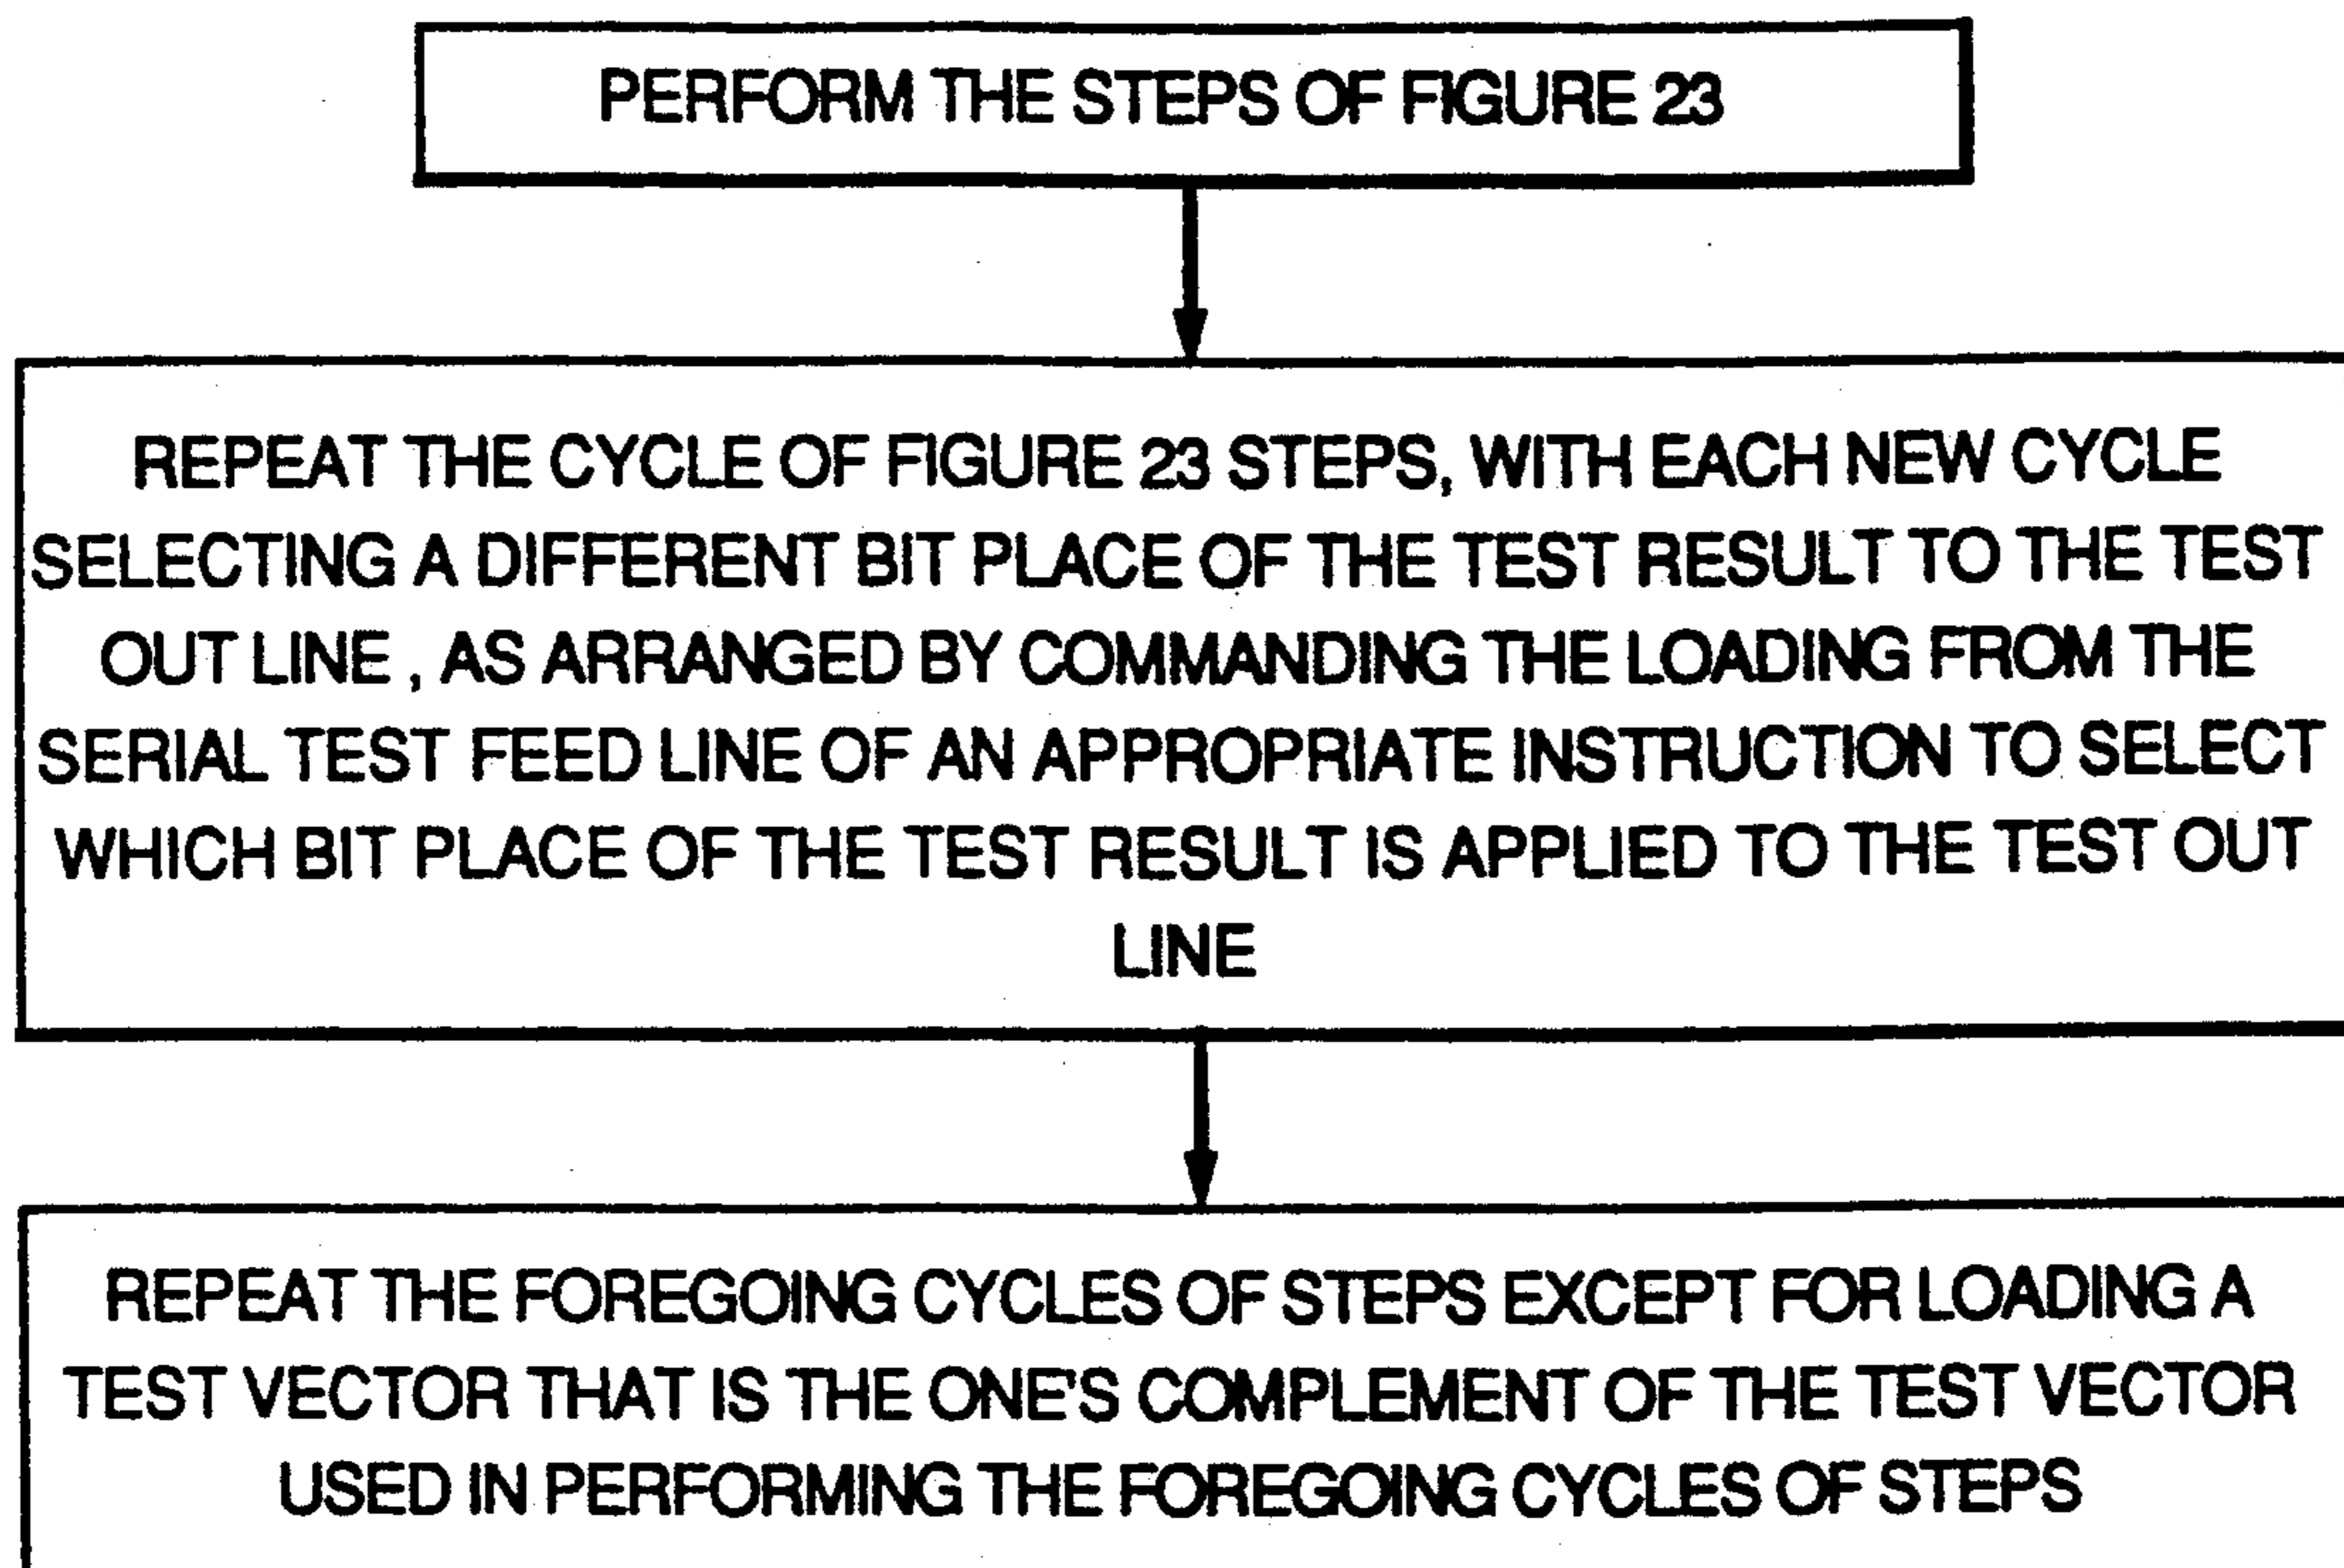 PERFORM THE STEPS OF FIGURE 23
REPEAT THE CYCLE OF FIGURE 23 STEPS, WITH EACH NEW CYCLE
SELECTING A DIFFERENT BIT PLACE OF THE TEST RESULT TO THE TEST
OUT LINE , AS ARRANGED BY COMMANDING THE LOADING FROM THE
SERIAL TEST FEED LINE OF AN APPROPRIATE INSTRUCTION TO SELECT
WHICH BIT PLACE OF THE TEST RESULT IS APPLIED TO THE TEST OUT
LINE
REPEAT THE FOREGOING CYCLES OF STEPS EXCEPT FOR LOADING A
TEST VECTOR THAT IS THE ONE'S COMPLEMENT OF THE TEST VECTOR
USED IN PERFORMING THE FOREGOING CYCLES OF STEPS